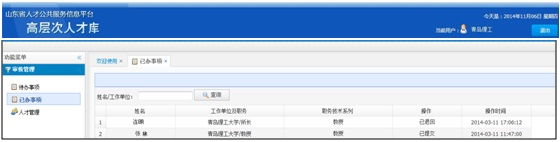 山东省人才公共服务信息平台
高层次人才库
今天是：2014年11月06日 星期四
当前用户： 青岛理工
退出
功能菜单
审核管理
待办事项
已办事项
人才管理
欢迎使用 × 已办事项 ×
姓名/工作单位： 查询
姓名 工作单位及职务 职务技术系列 操作 操作时间
1 青岛理工大学/所长 教授 已退回 2014-03-11 17:06:12
2 青岛理工大学/教授 教授 已提交 2014-03-11 11:47:00